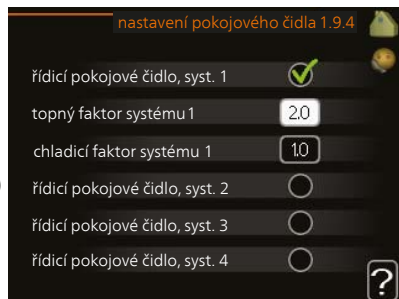 nastavení pokojového čidla 1.9.4
řídicí pokojové čidlo, syst. 1
topný faktor systému 1 2.0
chladicí faktor systému 1 1.0
řídicí pokojové čidlo, syst. 2
řídicí pokojové čidlo, syst. 3
řídicí pokojové čidlo, syst. 4
?